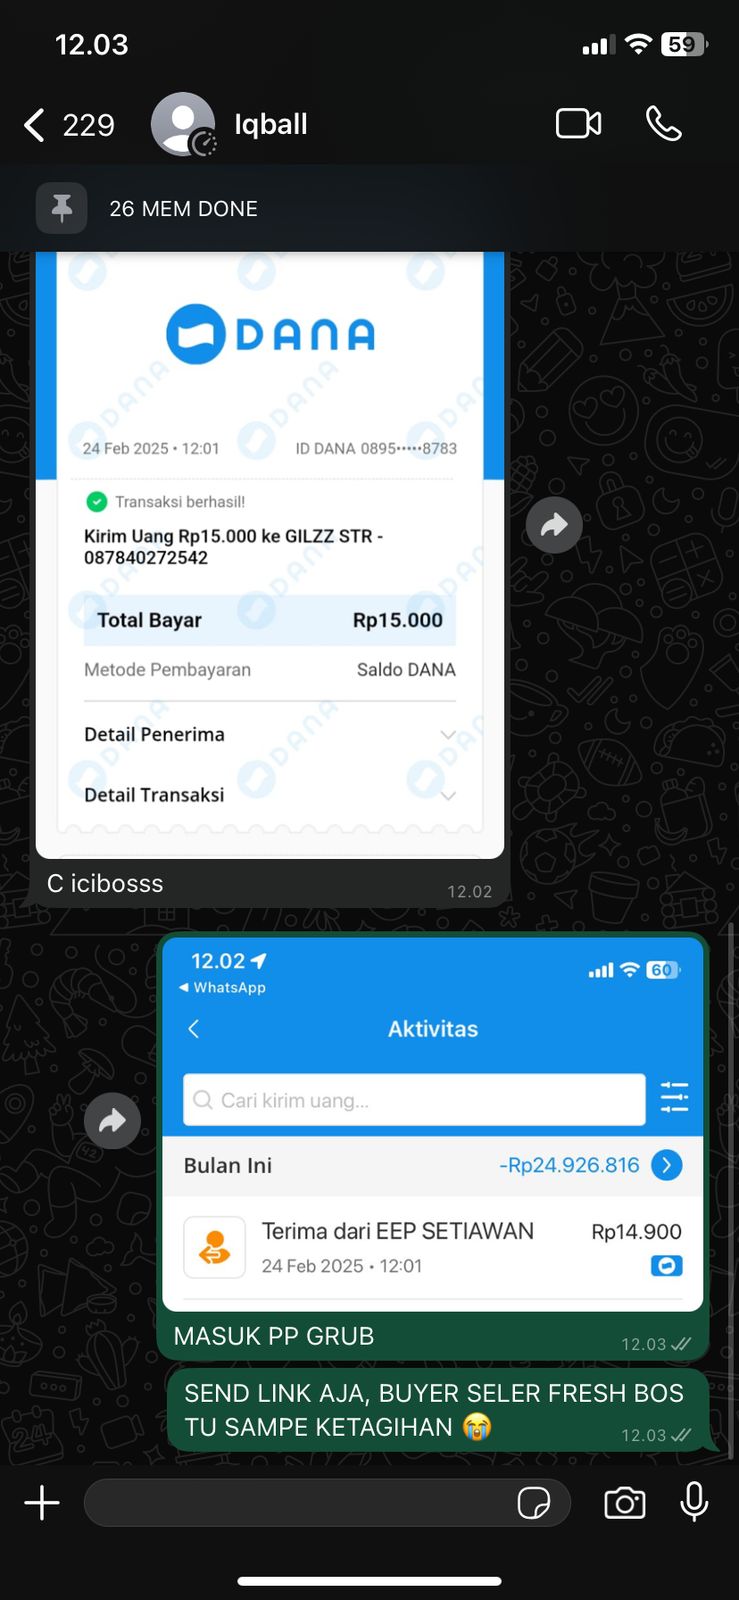 12.03
59
229
Iqball
26 MEM DONE
DANA
24 Feb 2025 • 12:01
ID DANA 0895•••••8783
Transaksi berhasil!
Kirim Uang Rp15.000 ke GILZZ STR -
087840272542
Total Bayar
Rp15.000
Metode Pembayaran
Saldo DANA
Detail Penerima
Detail Transaksi
C icibosss
12.02
12.02
60
WhatsApp
Aktivitas
Cari kirim uang...
Bulan Ini
-Rp24.926.816
Terima dari EEP SETIAWAN
Rp14.900
24 Feb 2025 • 12:01
MASUK PP GRUB
12.03
SEND LINK AJA, BUYER SELER FRESH BOS
TU SAMPE KETAGIHAN 😭
12.03